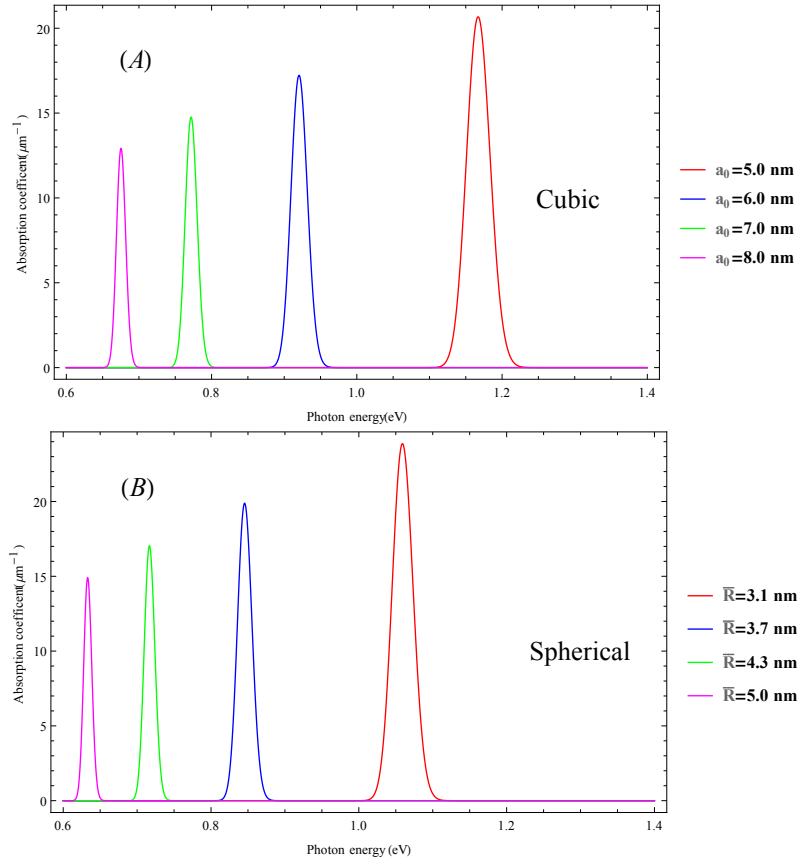 20
15
10
5
0
Absorption coefficent(μm⁻¹)
(A)
Cubic
0.6
0.8
1.0
1.2
1.4
Photon energy(eV)
a₀=5.0 nm
a₀=6.0 nm
a₀=7.0 nm
a₀=8.0 nm
20
15
10
5
0
Absorption coefficent(μm⁻¹)
(B)
Spherical
0.6
0.8
1.0
1.2
1.4
Photon energy(eV)
R̅=3.1 nm
R̅=3.7 nm
R̅=4.3 nm
R̅=5.0 nm